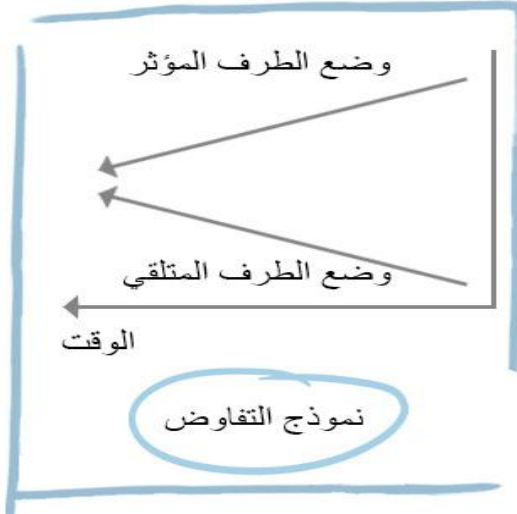 وضع الطرف المؤثر
وضع الطرف المتلقي
الوقت
نموذج التفاوض